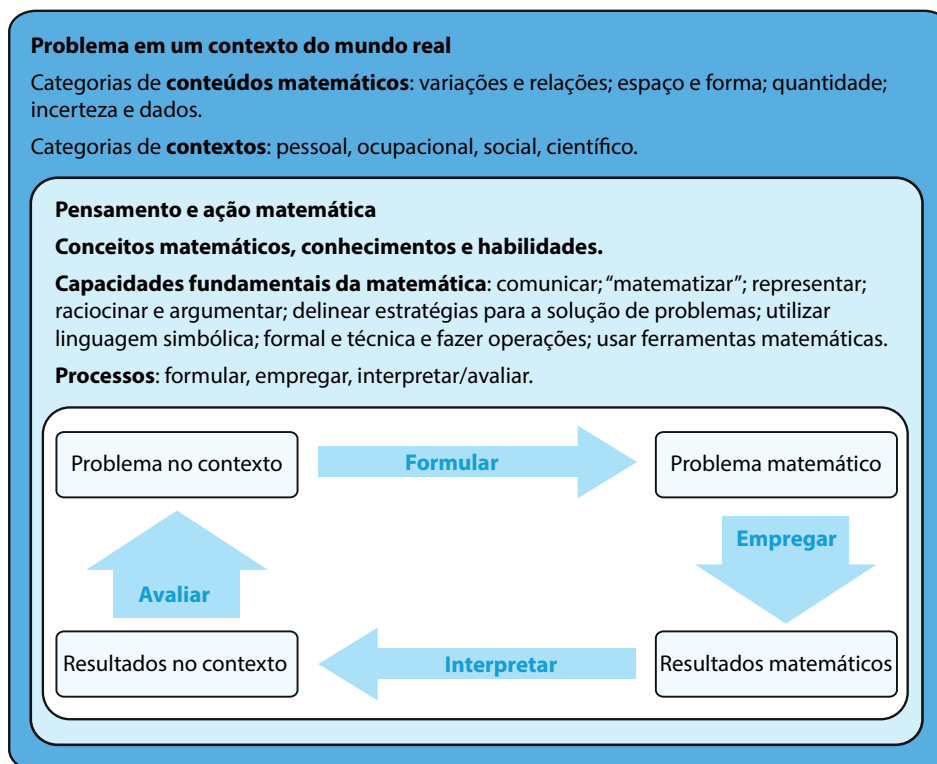 Problema em um contexto do mundo real
Categorias de conteúdos matemáticos: variações e relações; espaço e forma; quantidade;
incerteza e dados.
Categorias de contextos: pessoal, ocupacional, social, científico.
Pensamento e ação matemática
Conceitos matemáticos, conhecimentos e habilidades.
Capacidades fundamentais da matemática: comunicar; “matematizar”; representar;
raciocinar e argumentar; delinear estratégias para a solução de problemas; utilizar
linguagem simbólica; formal e técnica e fazer operações; usar ferramentas matemáticas.
Processos: formular, empregar, interpretar/avaliar.
Problema no contexto
Formular
Problema matemático
Empregar
Avaliar
Resultados no contexto
Interpretar
Resultados matemáticos